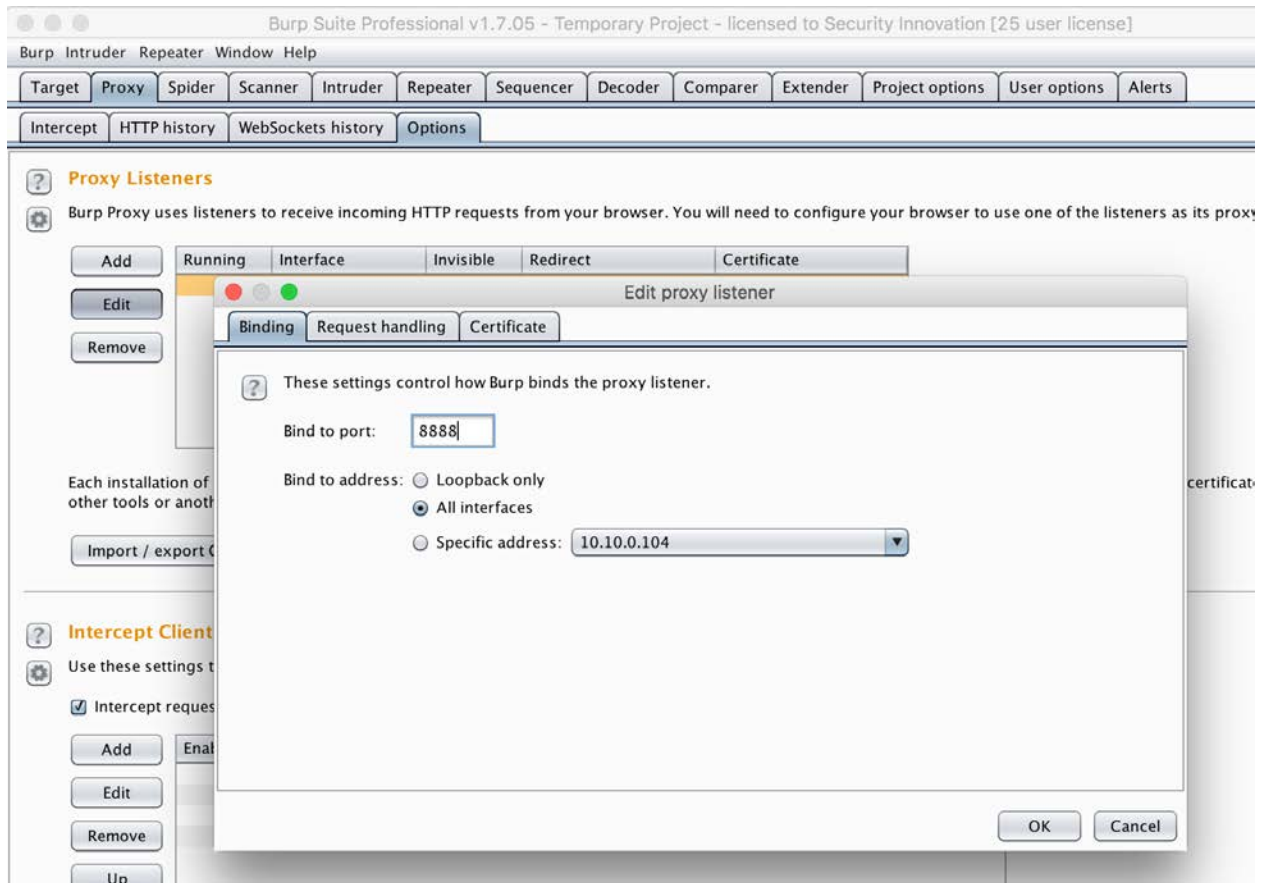 Burp Suite Professional v1.7.05 - Temporary Project - licensed to Security Innovation [25 user license]
Burp Intruder Repeater Window Help
Target Proxy Spider Scanner Intruder Repeater Sequencer Decoder Comparer Extender Project options User options Alerts
Intercept HTTP history WebSockets history Options
? Proxy Listeners
Burp Proxy uses listeners to receive incoming HTTP requests from your browser. You will need to configure your browser to use one of the listeners as its proxy
Add Running Interface Invisible Redirect Certificate
Edit
Remove
Edit proxy listener
Binding Request handling Certificate
? These settings control how Burp binds the proxy listener.
Bind to port: 8888
Bind to address: Loopback only
All interfaces
Specific address: 10.10.0.104
OK Cancel
Each installation of certificat
other tools or anoth
Import / export
? Intercept Client
Use these settings t
Intercept reques
Add Enal
Edit
Remove
Up